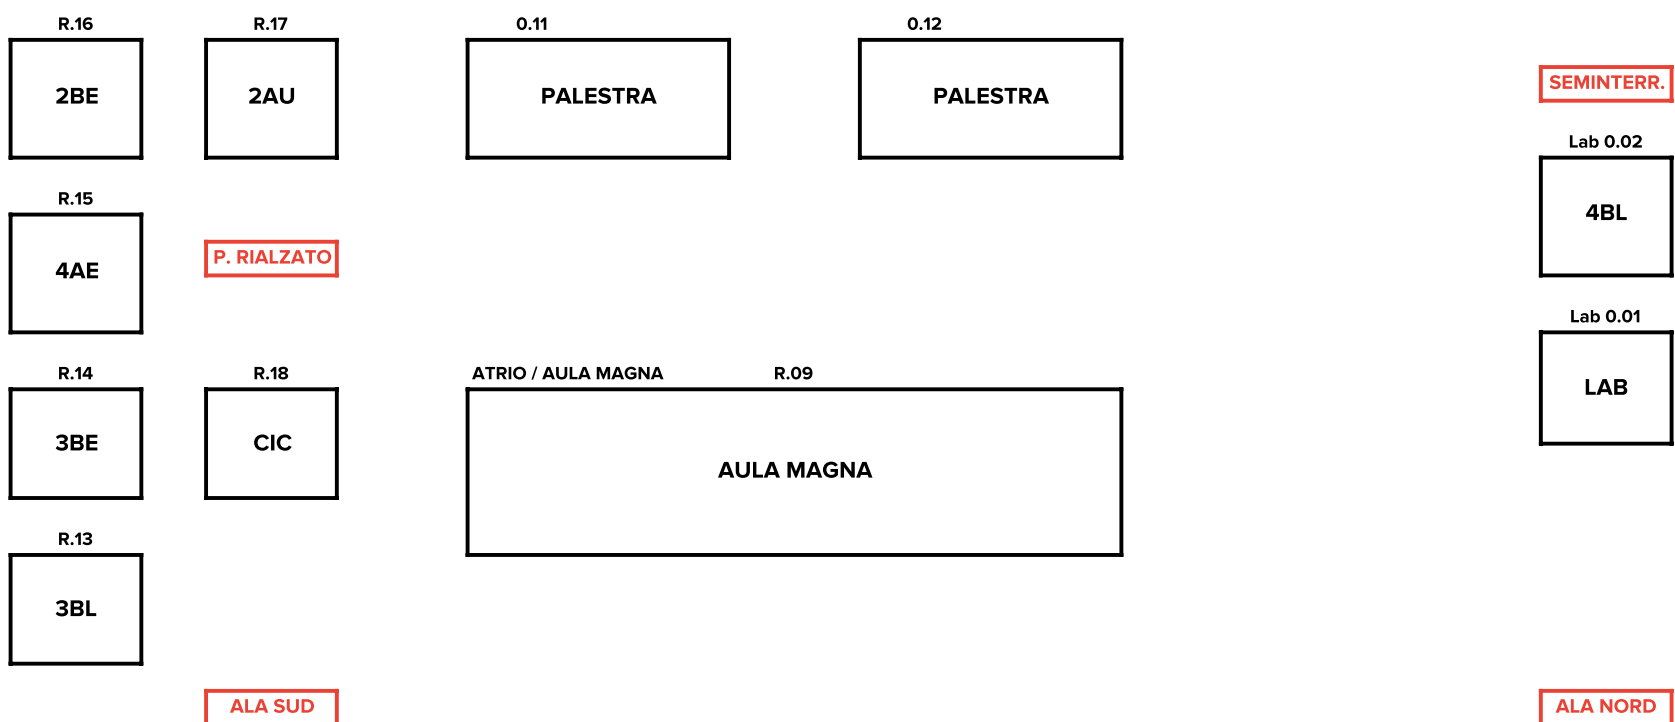 R.16 R.17 0.11 0.12
2BE 2AU PALESTRA PALESTRA
SEMINTERR.
Lab 0.02
R.15
4BL
4AE P. RIALZATO
Lab 0.01
R.14 R.18 ATRIO / AULA MAGNA R.09
LAB
3BE CIC AULA MAGNA
R.13
3BL
ALA SUD ALA NORD